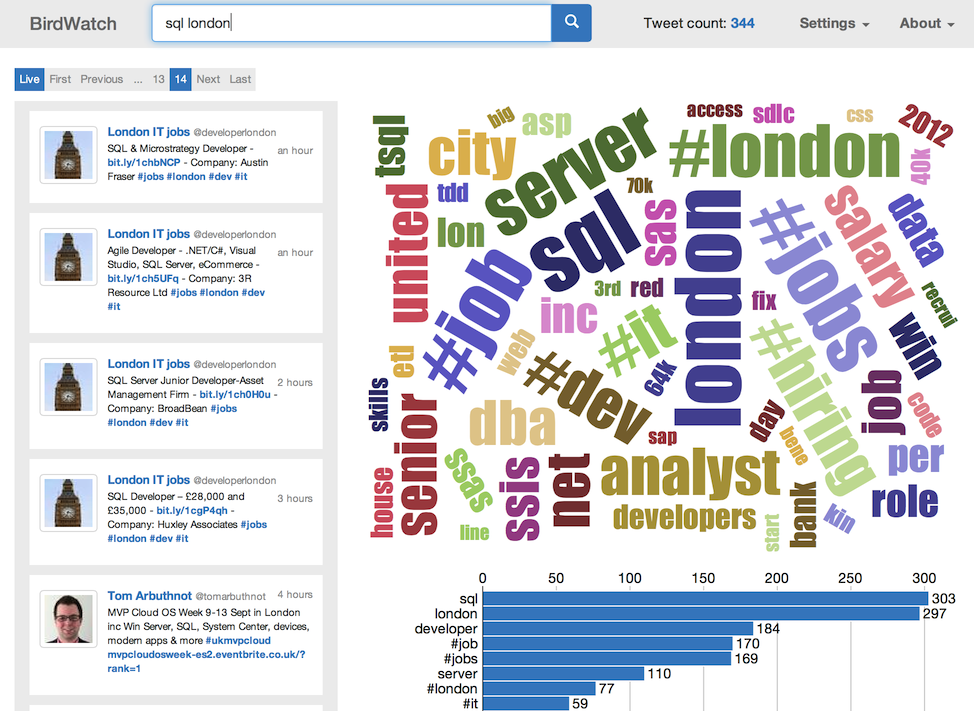 BirdWatch
sql london
Tweet count: 344
Settings
About
Live First Previous ... 13 14 Next Last
London IT jobs @developerlondon
an hour
SQL & Microstrategy Developer -
bit.ly/1chbNCP - Company: Austin
Fraser #jobs #london #dev #it
London IT jobs @developerlondon
an hour
Agile Developer - .NET/C#, Visual
Studio, SQL Server, eCommerce -
bit.ly/1ch5UFq - Company: 3R
Resource Ltd #jobs #london #dev
#it
London IT jobs @developerlondon
2 hours
SQL Server Junior Developer-Asset
Management Firm - bit.ly/1ch0H0u -
Company: BroadBean #jobs
#london #dev #it
London IT jobs @developerlondon
3 hours
SQL Developer – £28,000 and
£35,000 - bit.ly/1cgP4qh -
Company: Huxley Associates #jobs
#london #dev #it
Tom Arbuthnot @tomarbuthnot
4 hours
MVP Cloud OS Week 9-13 Sept in London
inc Win Server, SQL, System Center, devices,
modern apps & more #ukmvpcloud
mvpcloudosweek-es2.eventbrite.co.uk/?
rank=1
tsql
big
asp
city
server
access
sdlc
css
2012
#london
40k
united
tdd
70k
lon
sql
sas
london
#jobs
salary
data
#job
3rd
red
fix
recrui
inc
#it
win
etl
web
64k
#hiring
skills
#dev
job
code
senior
dba
sap
day
bene
per
house
ssas
ssis
net
analyst
role
line
developers
start
bank
kin
0 50 100 150 200 250 300
sql 303
london 297
developer 184
#job 170
#jobs 169
server 110
#london 77
#it 59